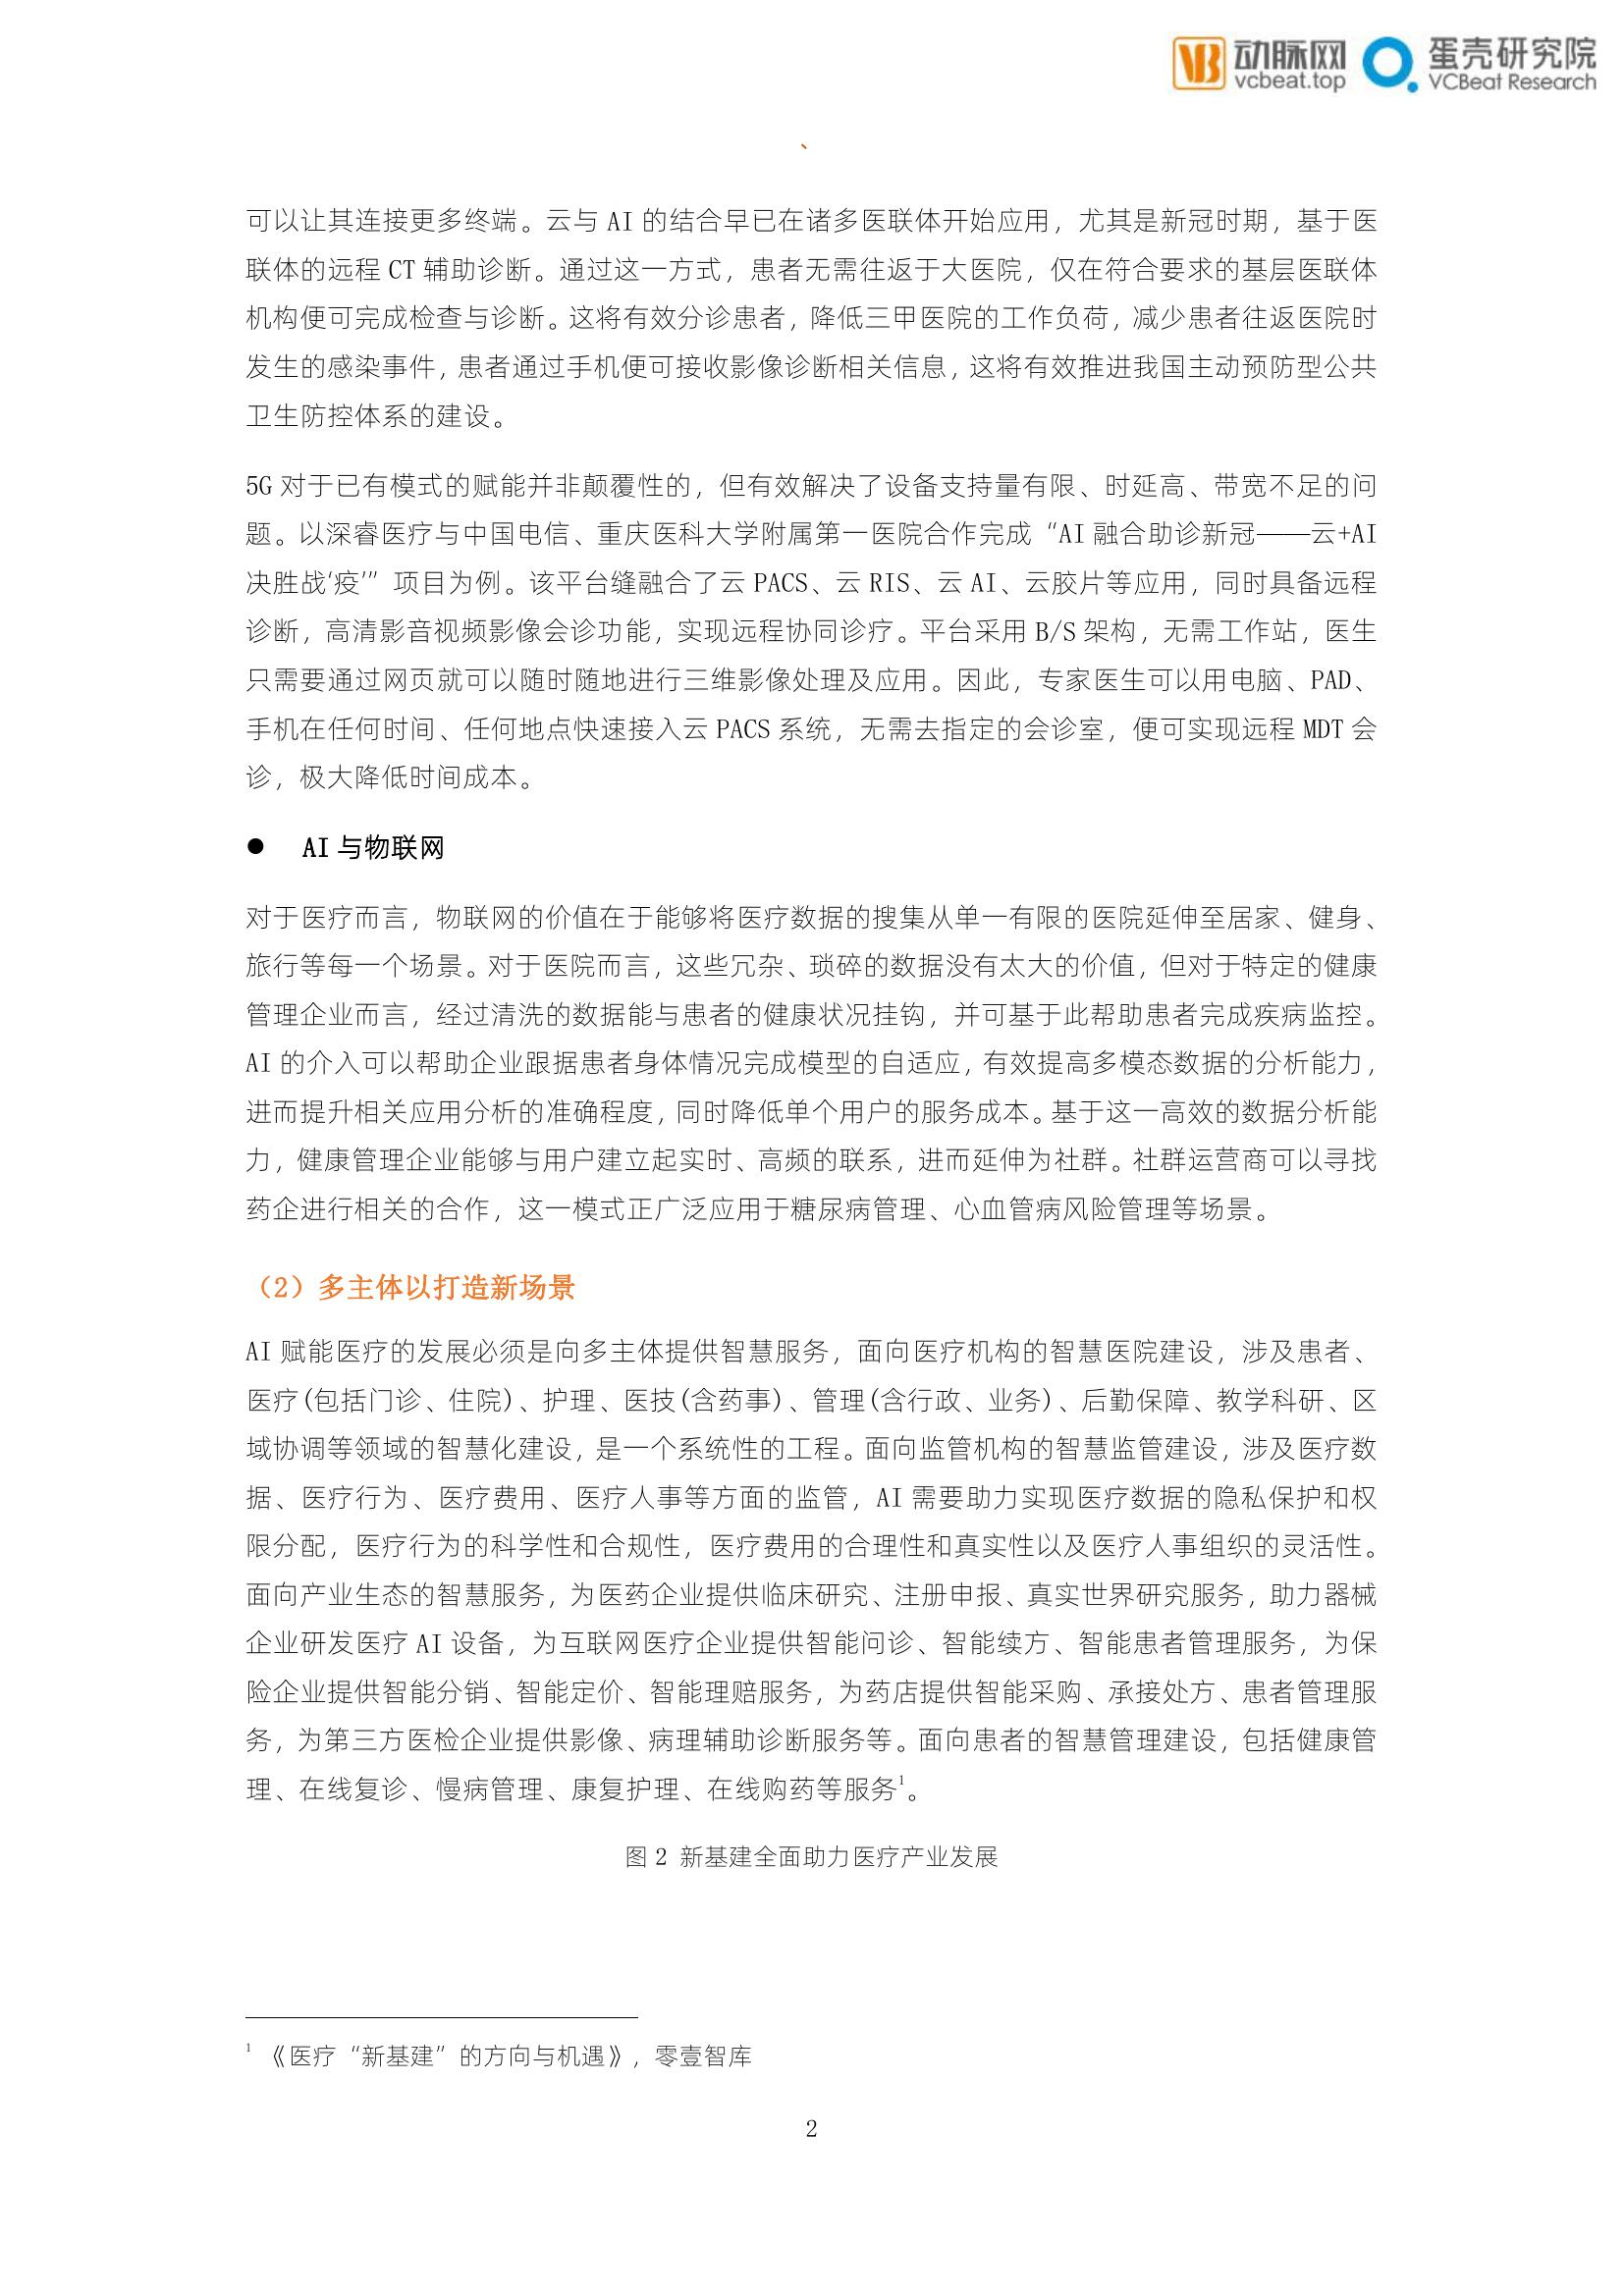 动脉网
vcbeat.top
蛋壳研究院
VCBeat Research
、
可以让其连接更多终端。云与 AI 的结合早已在诸多医联体开始应用，尤其是新冠时期，基于医
联体的远程 CT 辅助诊断。通过这一方式，患者无需往返于大医院，仅在符合要求的基层医联体
机构便可完成检查与诊断。这将有效分诊患者，降低三甲医院的工作负荷，减少患者往返医院时
发生的感染事件，患者通过手机便可接收影像诊断相关信息，这将有效推进我国主动预防型公共
卫生防控体系的建设。
5G 对于已有模式的赋能并非颠覆性的，但有效解决了设备支持量有限、时延高、带宽不足的问
题。以深睿医疗与中国电信、重庆医科大学附属第一医院合作完成“AI 融合助诊新冠——云+AI
决胜战‘疫’”项目为例。该平台缝融合了云 PACS、云 RIS、云 AI、云胶片等应用，同时具备远程
诊断，高清影音视频影像会诊功能，实现远程协同诊疗。平台采用 B/S 架构，无需工作站，医生
只需要通过网页就可以随时随地进行三维影像处理及应用。因此，专家医生可以用电脑、PAD、
手机在任何时间、任何地点快速接入云 PACS 系统，无需去指定的会诊室，便可实现远程 MDT 会
诊，极大降低时间成本。
● AI 与物联网
对于医疗而言，物联网的价值在于能够将医疗数据的搜集从单一有限的医院延伸至居家、健身、
旅行等每一个场景。对于医院而言，这些冗杂、琐碎的数据没有太大的价值，但对于特定的健康
管理企业而言，经过清洗的数据能与患者的健康状况挂钩，并可基于此帮助患者完成疾病监控。
AI 的介入可以帮助企业跟据患者身体情况完成模型的自适应，有效提高多模态数据的分析能力，
进而提升相关应用分析的准确程度，同时降低单个用户的服务成本。基于这一高效的数据分析能
力，健康管理企业能够与用户建立起实时、高频的联系，进而延伸为社群。社群运营商可以寻找
药企进行相关的合作，这一模式正广泛应用于糖尿病管理、心血管病风险管理等场景。
（2）多主体以打造新场景
AI 赋能医疗的发展必须是向多主体提供智慧服务，面向医疗机构的智慧医院建设，涉及患者、
医疗(包括门诊、住院)、护理、医技(含药事)、管理(含行政、业务)、后勤保障、教学科研、区
域协调等领域的智慧化建设，是一个系统性的工程。面向监管机构的智慧监管建设，涉及医疗数
据、医疗行为、医疗费用、医疗人事等方面的监管，AI 需要助力实现医疗数据的隐私保护和权
限分配，医疗行为的科学性和合规性，医疗费用的合理性和真实性以及医疗人事组织的灵活性。
面向产业生态的智慧服务，为医药企业提供临床研究、注册申报、真实世界研究服务，助力器械
企业研发医疗 AI 设备，为互联网医疗企业提供智能问诊、智能续方、智能患者管理服务，为保
险企业提供智能分销、智能定价、智能理赔服务，为药店提供智能采购、承接处方、患者管理服
务，为第三方医检企业提供影像、病理辅助诊断服务等。面向患者的智慧管理建设，包括健康管
理、在线复诊、慢病管理、康复护理、在线购药等服务1。
图 2 新基建全面助力医疗产业发展
1 《医疗“新基建”的方向与机遇》，零壹智库
2